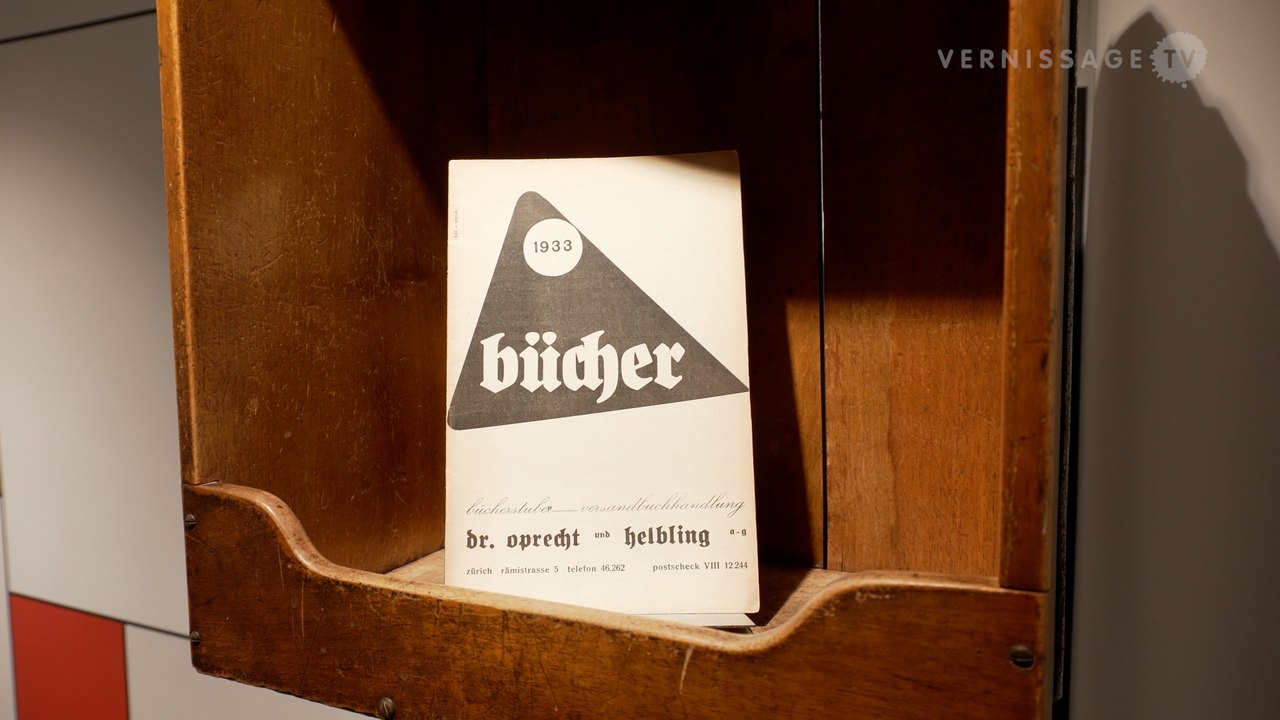 VERNISSAGE TV
1933
bücher
bücherstube versandbuchhandlung
dr. oprecht und helbling a-g
zürich rämistrasse 5 telefon 46.262 postscheck VIII 12244